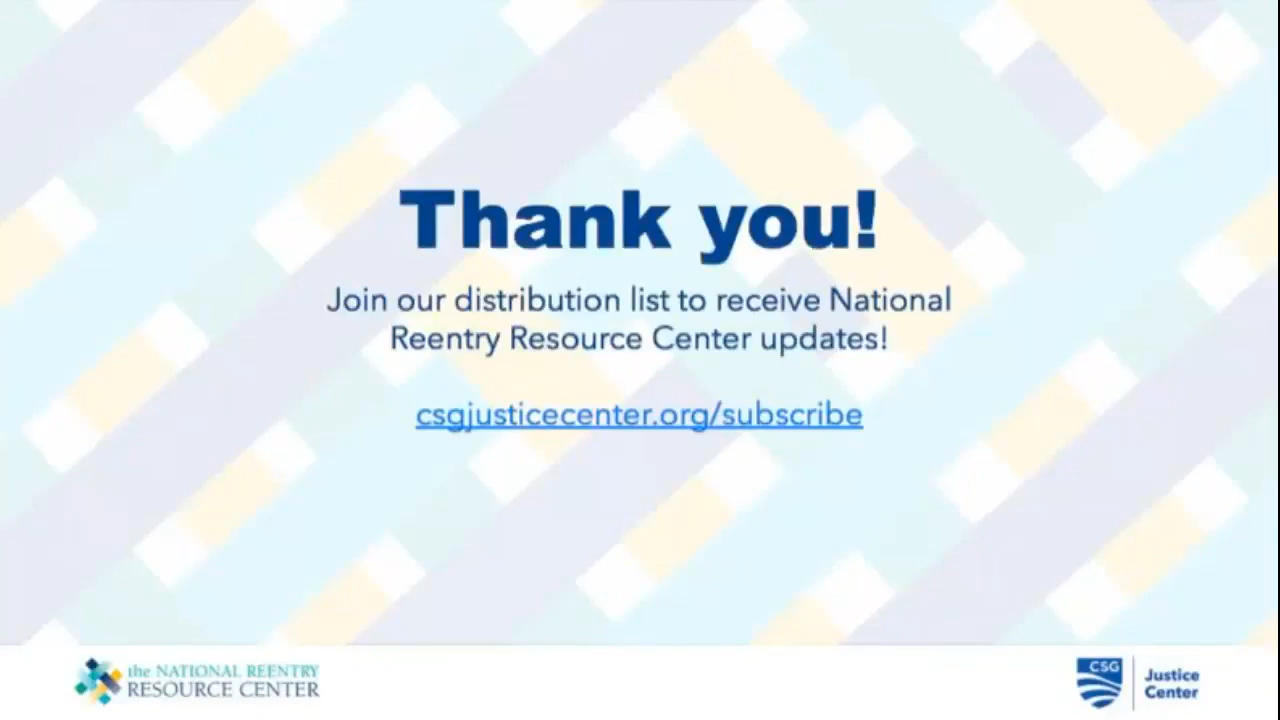 Thank you!
Join our distribution list to receive National
Reentry Resource Center updates!
csgjusticecenter.org/subscribe
the NATIONAL REENTRY
RESOURCE CENTER
CSG
Justice
Center